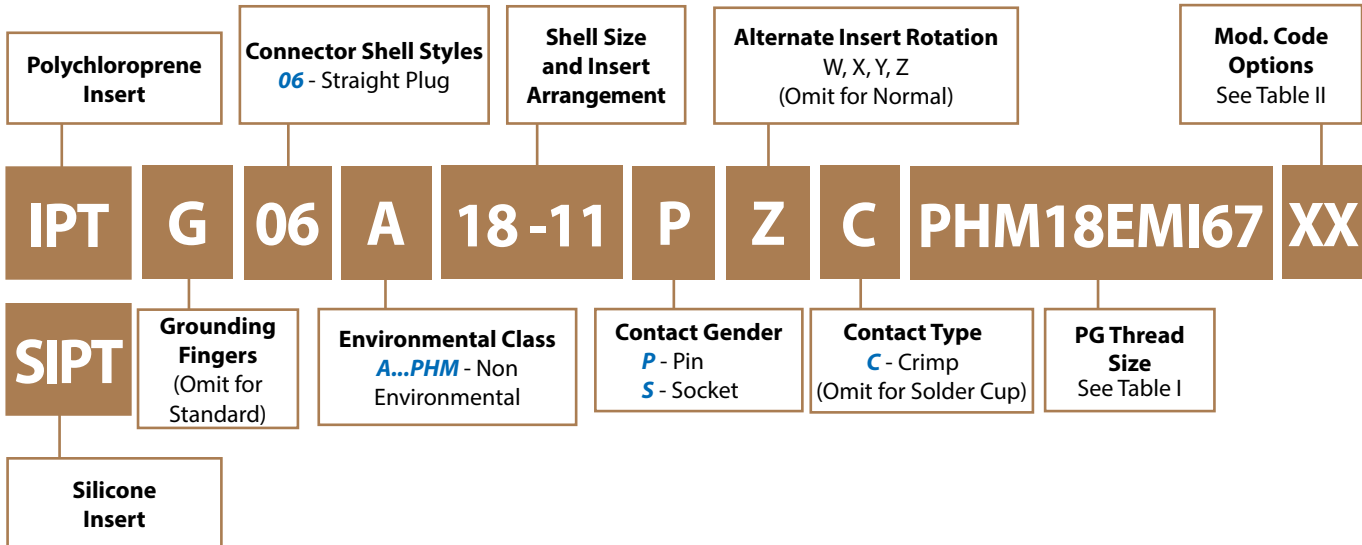 Polychloroprene
Insert
Connector Shell Styles
06 - Straight Plug
Shell Size
and Insert
Arrangement
Alternate Insert Rotation
W, X, Y, Z
(Omit for Normal)
Mod. Code
Options
See Table II
IPT
G
06
A
18 -11
P
Z
C
PHM18EMI67
XX
SIPT
Grounding
Fingers
(Omit for
Standard)
Environmental Class
A...PHM - Non
Environmental
Contact Gender
P - Pin
S - Socket
Contact Type
C - Crimp
(Omit for Solder Cup)
PG Thread
Size
See Table I
Silicone
Insert